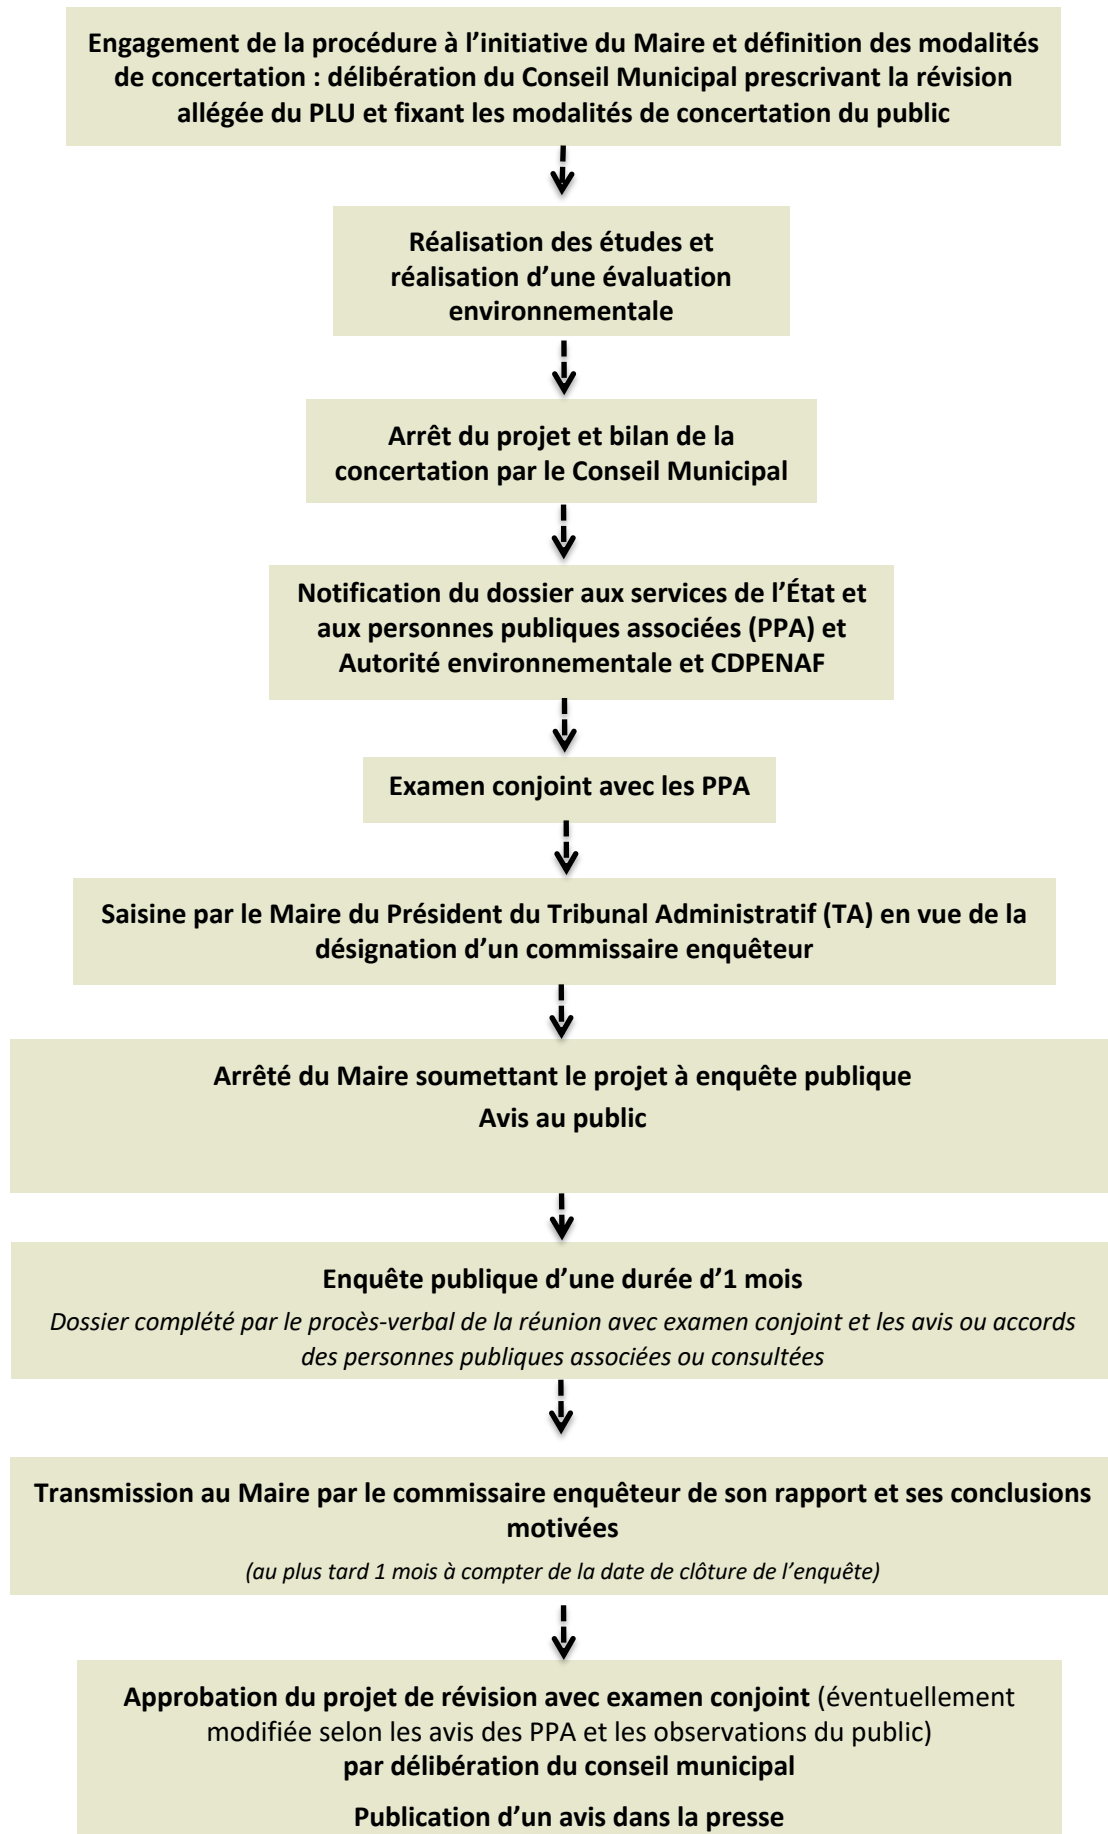 Engagement de la procédure à l’initiative du Maire et définition des modalités
de concertation : délibération du Conseil Municipal prescrivant la révision
allégée du PLU et fixant les modalités de concertation du public
Réalisation des études et
réalisation d’une évaluation
environnementale
Arrêt du projet et bilan de la
concertation par le Conseil Municipal
Notification du dossier aux services de l’État et
aux personnes publiques associées (PPA) et
Autorité environnementale et CDPENAF
Examen conjoint avec les PPA
Saisine par le Maire du Président du Tribunal Administratif (TA) en vue de la
désignation d’un commissaire enquêteur
Arrêté du Maire soumettant le projet à enquête publique
Avis au public
Enquête publique d’une durée d’1 mois
Dossier complété par le procès-verbal de la réunion avec examen conjoint et les avis ou accords
des personnes publiques associées ou consultées
Transmission au Maire par le commissaire enquêteur de son rapport et ses conclusions
motivées
(au plus tard 1 mois à compter de la date de clôture de l’enquête)
Approbation du projet de révision avec examen conjoint (éventuellement
modifiée selon les avis des PPA et les observations du public)
par délibération du conseil municipal
Publication d’un avis dans la presse